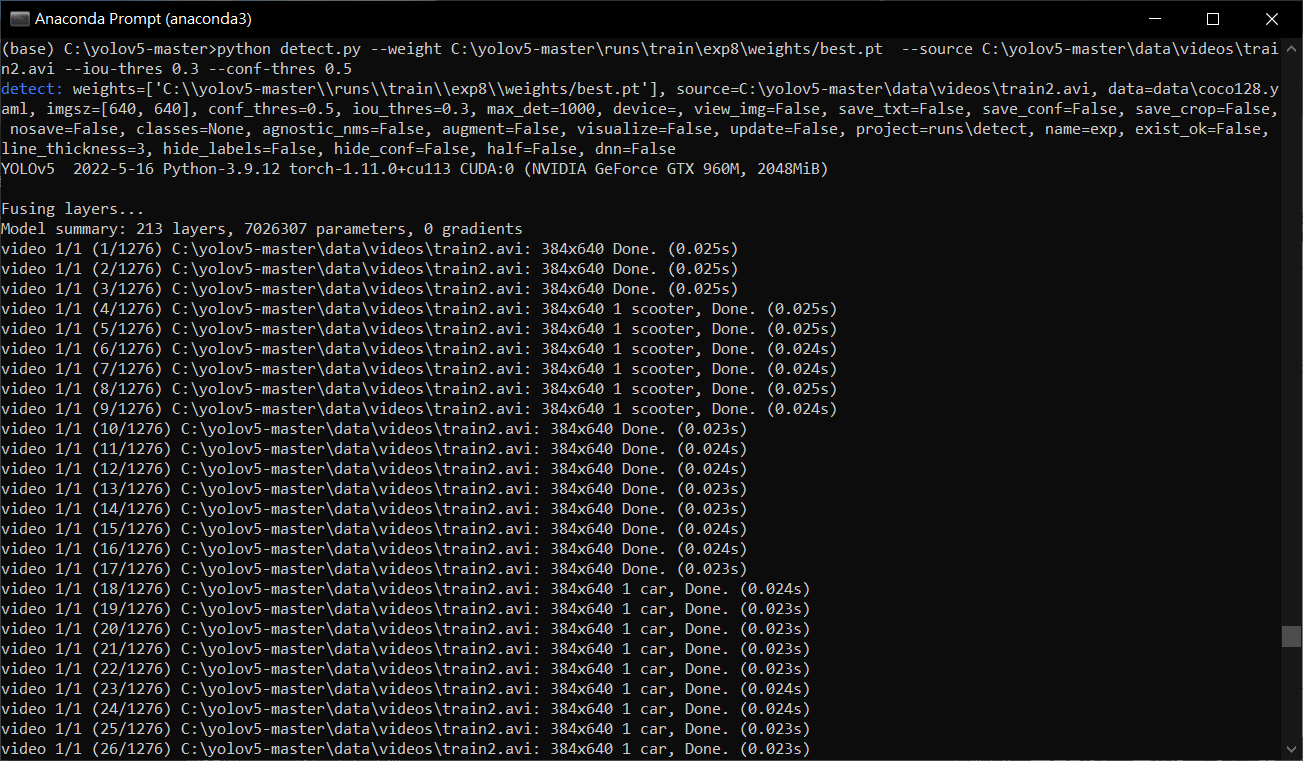 Anaconda Prompt (anaconda3)
(base) C:\yolov5-master>python detect.py --weight C:\yolov5-master\runs\train\exp8\weights/best.pt  --source C:\yolov5-master\data\videos\trai
n2.avi --iou-thres 0.3 --conf-thres 0.5
detect: weights=['C:\\yolov5-master\\runs\\train\\exp8\\weights/best.pt'], source=C:\yolov5-master\data\videos\train2.avi, data=data\coco128.y
aml, imgsz=[640, 640], conf_thres=0.5, iou_thres=0.3, max_det=1000, device=, view_img=False, save_txt=False, save_conf=False, save_crop=False,
 nosave=False, classes=None, agnostic_nms=False, augment=False, visualize=False, update=False, project=runs\detect, name=exp, exist_ok=False,
line_thickness=3, hide_labels=False, hide_conf=False, half=False, dnn=False
YOLOv5  2022-5-16 Python-3.9.12 torch-1.11.0+cu113 CUDA:0 (NVIDIA GeForce GTX 960M, 2048MiB)
Fusing layers...
Model summary: 213 layers, 7026307 parameters, 0 gradients
video 1/1 (1/1276) C:\yolov5-master\data\videos\train2.avi: 384x640 Done. (0.025s)
video 1/1 (2/1276) C:\yolov5-master\data\videos\train2.avi: 384x640 Done. (0.025s)
video 1/1 (3/1276) C:\yolov5-master\data\videos\train2.avi: 384x640 Done. (0.025s)
video 1/1 (4/1276) C:\yolov5-master\data\videos\train2.avi: 384x640 1 scooter, Done. (0.025s)
video 1/1 (5/1276) C:\yolov5-master\data\videos\train2.avi: 384x640 1 scooter, Done. (0.025s)
video 1/1 (6/1276) C:\yolov5-master\data\videos\train2.avi: 384x640 1 scooter, Done. (0.024s)
video 1/1 (7/1276) C:\yolov5-master\data\videos\train2.avi: 384x640 1 scooter, Done. (0.024s)
video 1/1 (8/1276) C:\yolov5-master\data\videos\train2.avi: 384x640 1 scooter, Done. (0.025s)
video 1/1 (9/1276) C:\yolov5-master\data\videos\train2.avi: 384x640 1 scooter, Done. (0.024s)
video 1/1 (10/1276) C:\yolov5-master\data\videos\train2.avi: 384x640 Done. (0.023s)
video 1/1 (11/1276) C:\yolov5-master\data\videos\train2.avi: 384x640 Done. (0.024s)
video 1/1 (12/1276) C:\yolov5-master\data\videos\train2.avi: 384x640 Done. (0.024s)
video 1/1 (13/1276) C:\yolov5-master\data\videos\train2.avi: 384x640 Done. (0.023s)
video 1/1 (14/1276) C:\yolov5-master\data\videos\train2.avi: 384x640 Done. (0.023s)
video 1/1 (15/1276) C:\yolov5-master\data\videos\train2.avi: 384x640 Done. (0.024s)
video 1/1 (16/1276) C:\yolov5-master\data\videos\train2.avi: 384x640 Done. (0.024s)
video 1/1 (17/1276) C:\yolov5-master\data\videos\train2.avi: 384x640 Done. (0.023s)
video 1/1 (18/1276) C:\yolov5-master\data\videos\train2.avi: 384x640 1 car, Done. (0.024s)
video 1/1 (19/1276) C:\yolov5-master\data\videos\train2.avi: 384x640 1 car, Done. (0.023s)
video 1/1 (20/1276) C:\yolov5-master\data\videos\train2.avi: 384x640 1 car, Done. (0.023s)
video 1/1 (21/1276) C:\yolov5-master\data\videos\train2.avi: 384x640 1 car, Done. (0.023s)
video 1/1 (22/1276) C:\yolov5-master\data\videos\train2.avi: 384x640 1 car, Done. (0.023s)
video 1/1 (23/1276) C:\yolov5-master\data\videos\train2.avi: 384x640 1 car, Done. (0.024s)
video 1/1 (24/1276) C:\yolov5-master\data\videos\train2.avi: 384x640 1 car, Done. (0.024s)
video 1/1 (25/1276) C:\yolov5-master\data\videos\train2.avi: 384x640 1 car, Done. (0.023s)
video 1/1 (26/1276) C:\yolov5-master\data\videos\train2.avi: 384x640 1 car, Done. (0.023s)